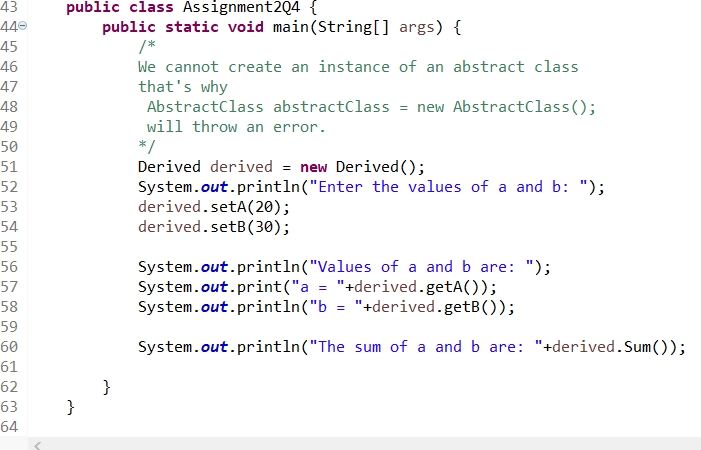 43 public class Assignment2Q4 {
44 public static void main(String[] args) {
45 /*
46 We cannot create an instance of an abstract class
47 that's why
48 AbstractClass abstractClass = new AbstractClass();
49 will throw an error.
50 */
51 Derived derived = new Derived();
52 System.out.println("Enter the values of a and b: ");
53 derived.setA(20);
54 derived.setB(30);
55
56 System.out.println("Values of a and b are: ");
57 System.out.print("a = "+derived.getA());
58 System.out.println("b = "+derived.getB());
59
60 System.out.println("The sum of a and b are: "+derived.Sum());
61
62 }
63 }
64